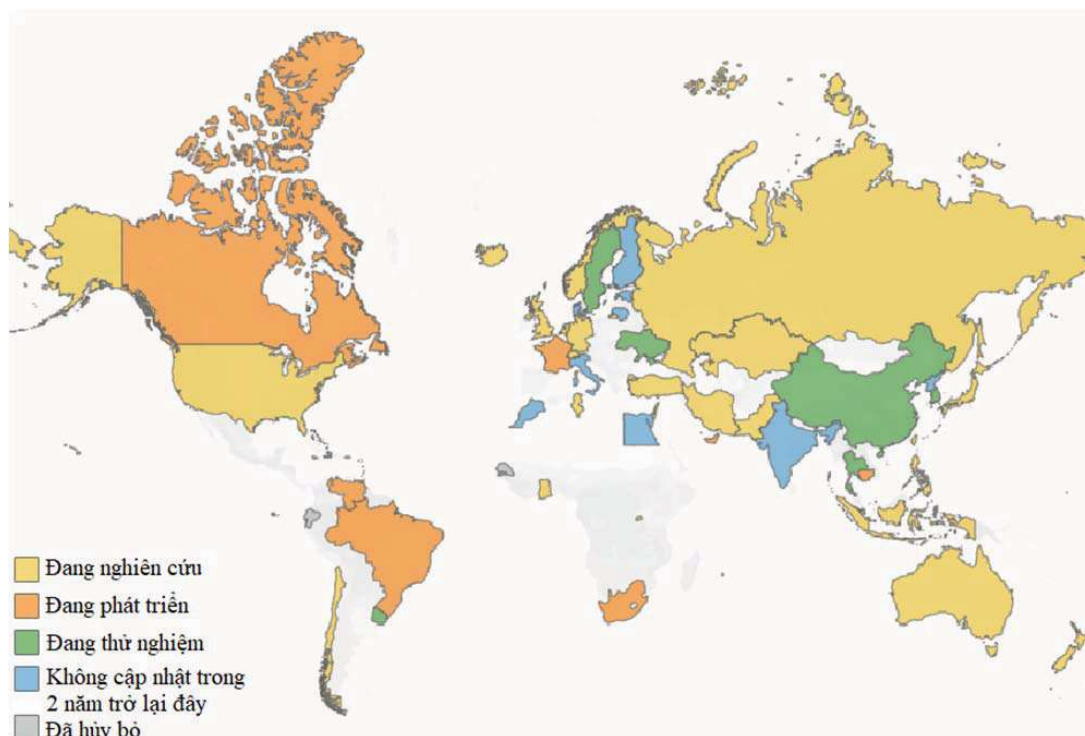 Đang nghiên cứu
Đang phát triển
Đang thử nghiệm
Không cập nhật trong
2 năm trở lại đây
Đã hủy bỏ